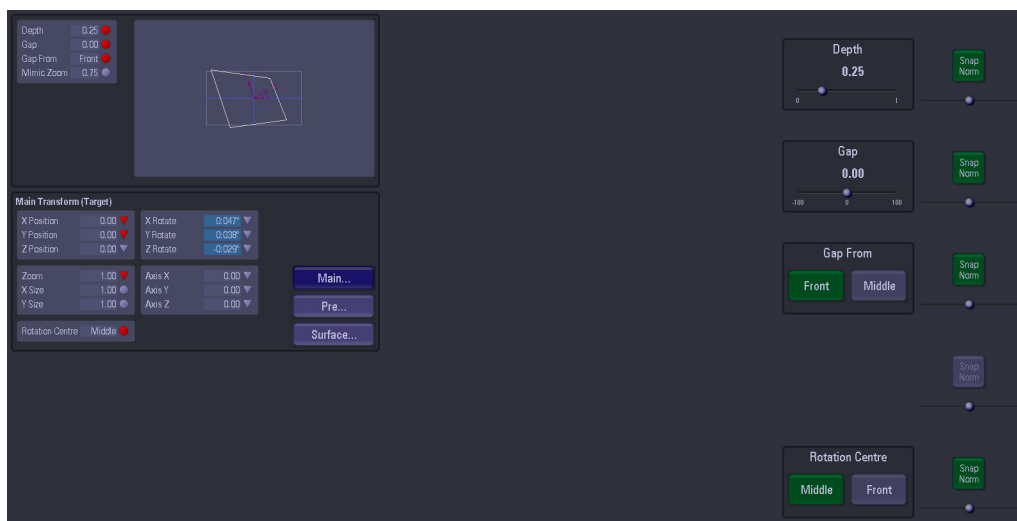 Depth 0.25
Gap 0.00
Gap From Front
Mimic Zoom 0.75
Main Transform (Target)
X Position 0.00 X Rotate 0:047°
Y Position 0.00 Y Rotate 0:038°
Z Position 0.00 Z Rotate -0:029°
Zoom 1.00 Axis X 0.00
X Size 1.00 Axis Y 0.00
Y Size 1.00 Axis Z 0.00
Rotation Centre Middle
Main...
Pre...
Surface...
Depth
0.25
0 1
Snap
Norm
Gap
0.00
-100 0 100
Snap
Norm
Gap From
Front Middle
Snap
Norm
Snap
Norm
Rotation Centre
Middle Front
Snap
Norm